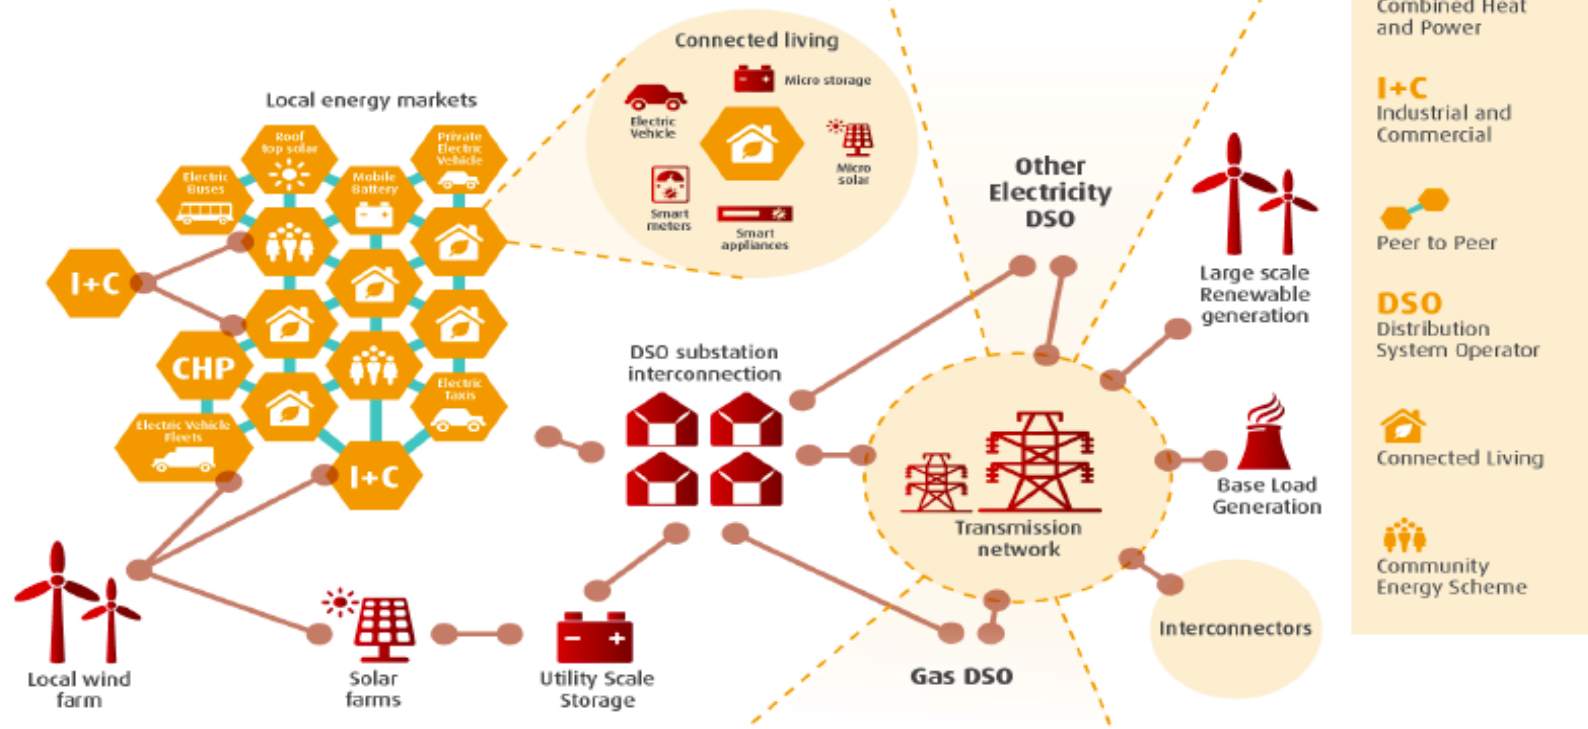 Local energy markets
Roof
top solar
Private
Electric
Vehicle
Electric
Buses
Mobile
Battery
I+C
CHP
Electric
Taxis
Electric Vehicle
Fleets
I+C
Connected living
Micro storage
Electric
Vehicle
Micro
solar
Smart
meters
Smart
appliances
Other
Electricity
DSO
Large scale
Renewable
generation
DSO substation
interconnection
Transmission
network
Base Load
Generation
Interconnectors
Gas DSO
Local wind
farm
Solar
farms
Utility Scale
Storage
Combined Heat
and Power
I+C
Industrial and
Commercial
Peer to Peer
DSO
Distribution
System Operator
Connected Living
Community
Energy Scheme